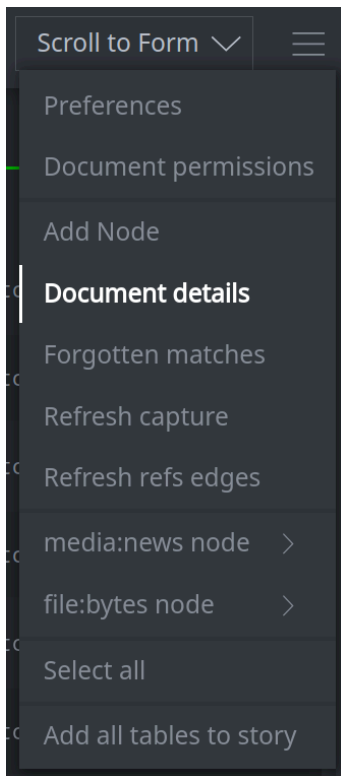 Scroll to Form
Preferences
Document permissions
Add Node
Document details
Forgotten matches
Refresh capture
Refresh refs edges
media:news node
file:bytes node
Select all
Add all tables to story